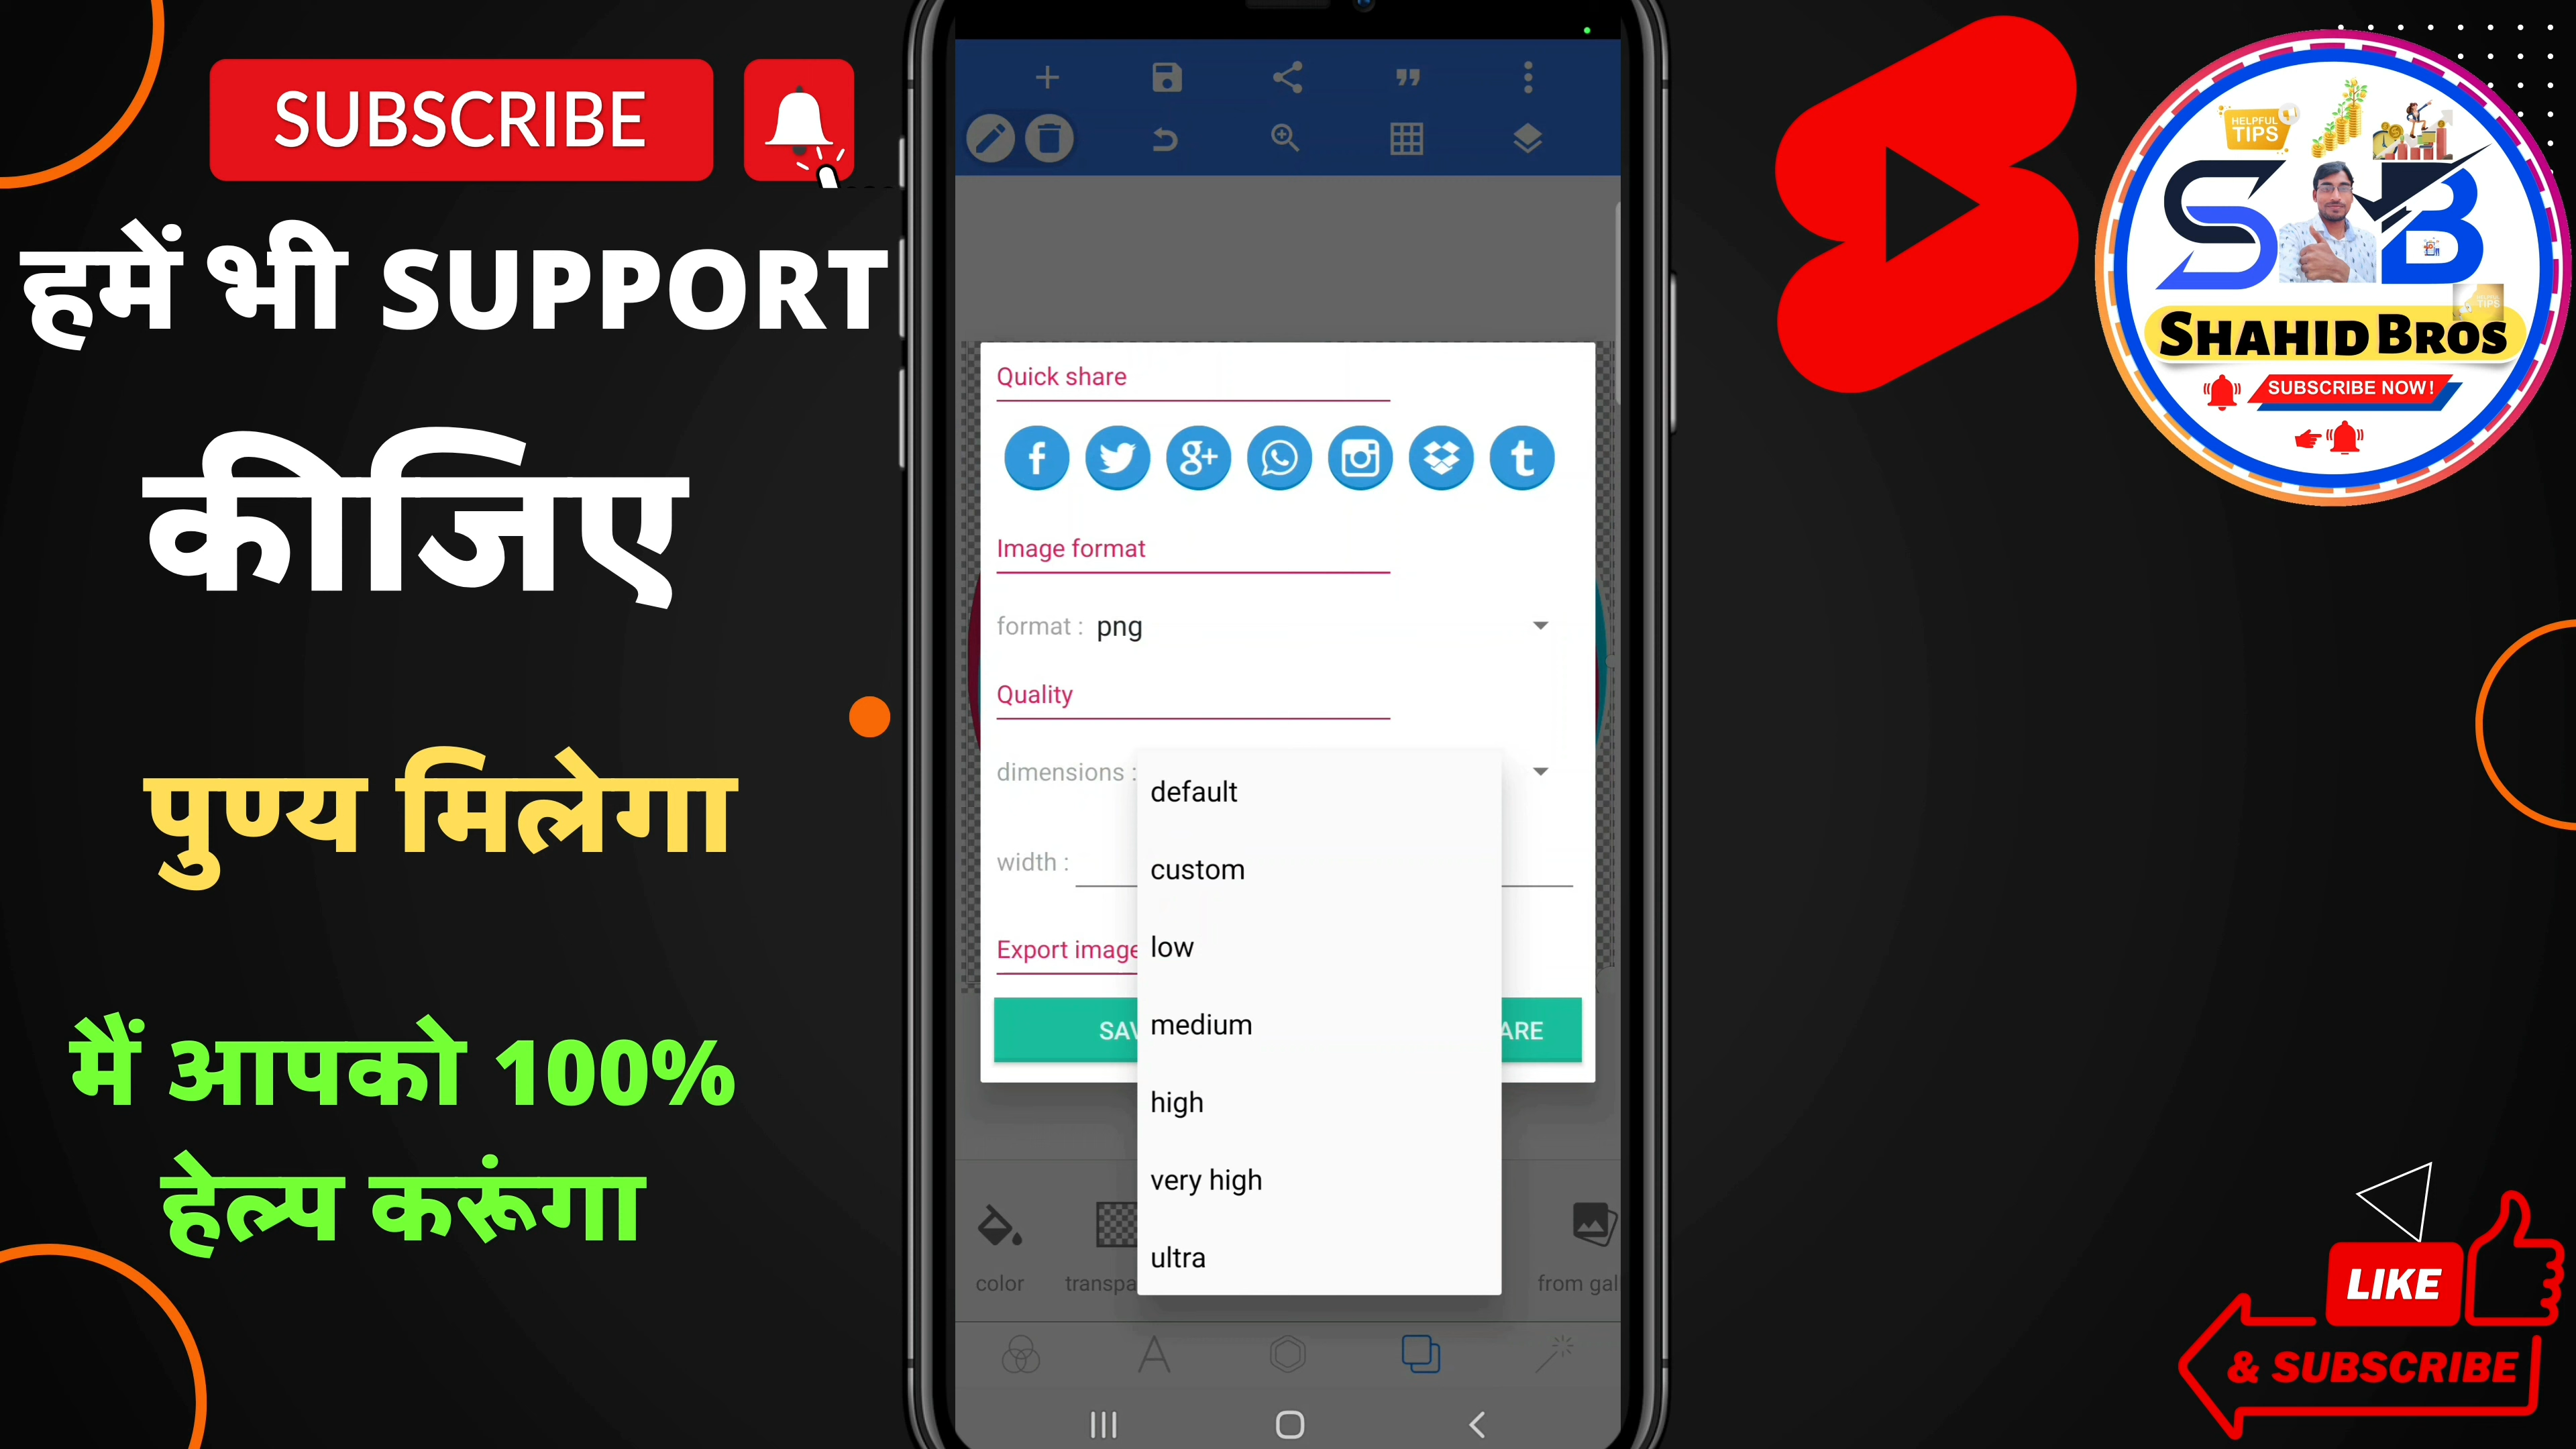 SUBSCRIBE
हमें भी SUPPORT
कीजिए
पुण्य मिलेगा
मैं आपको 100%
हेल्प करूंगा
Quick share
Image format
format : png
Quality
dimensions :
default
width :
custom
Export image
low
medium
high
very high
ultra
SAV
ARE
color
transpa
from gal
HELPFUL
TIPS
SB
SHAHID BROS
SUBSCRIBE NOW!
LIKE
& SUBSCRIBE